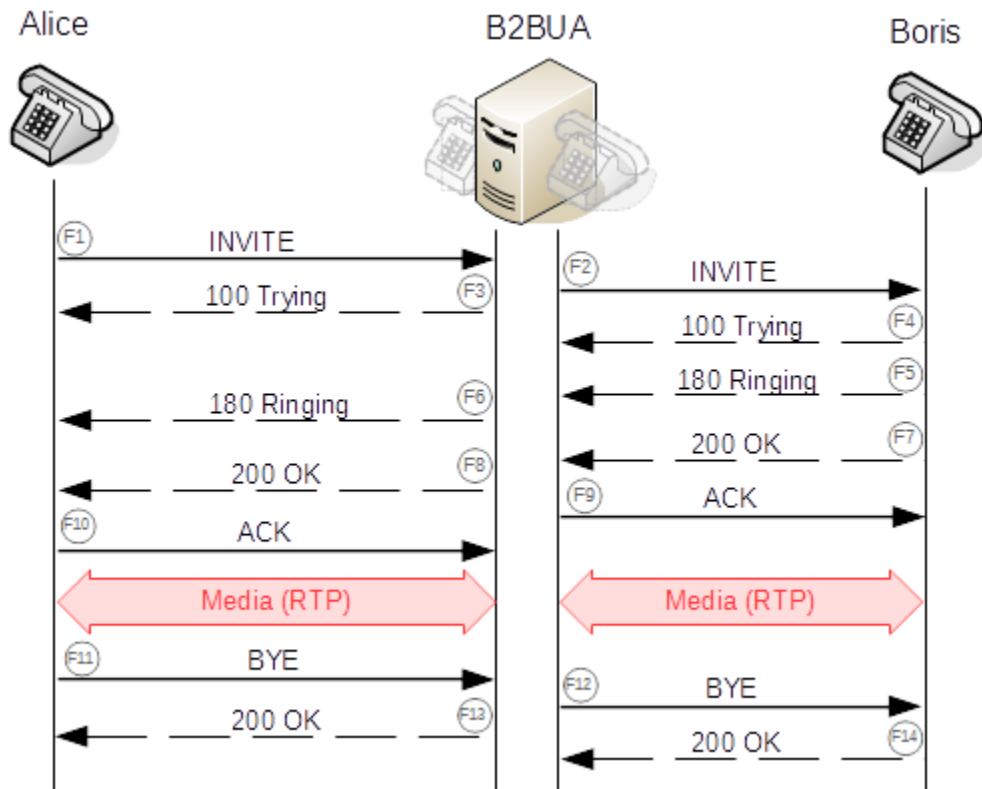 Alice
B2BUA
Boris
F1
INVITE
F2
INVITE
F3
100 Trying
F4
100 Trying
F5
180 Ringing
F6
180 Ringing
F7
200 OK
F8
200 OK
F9
ACK
F10
ACK
Media (RTP)
Media (RTP)
F11
BYE
F12
BYE
F13
200 OK
F14
200 OK